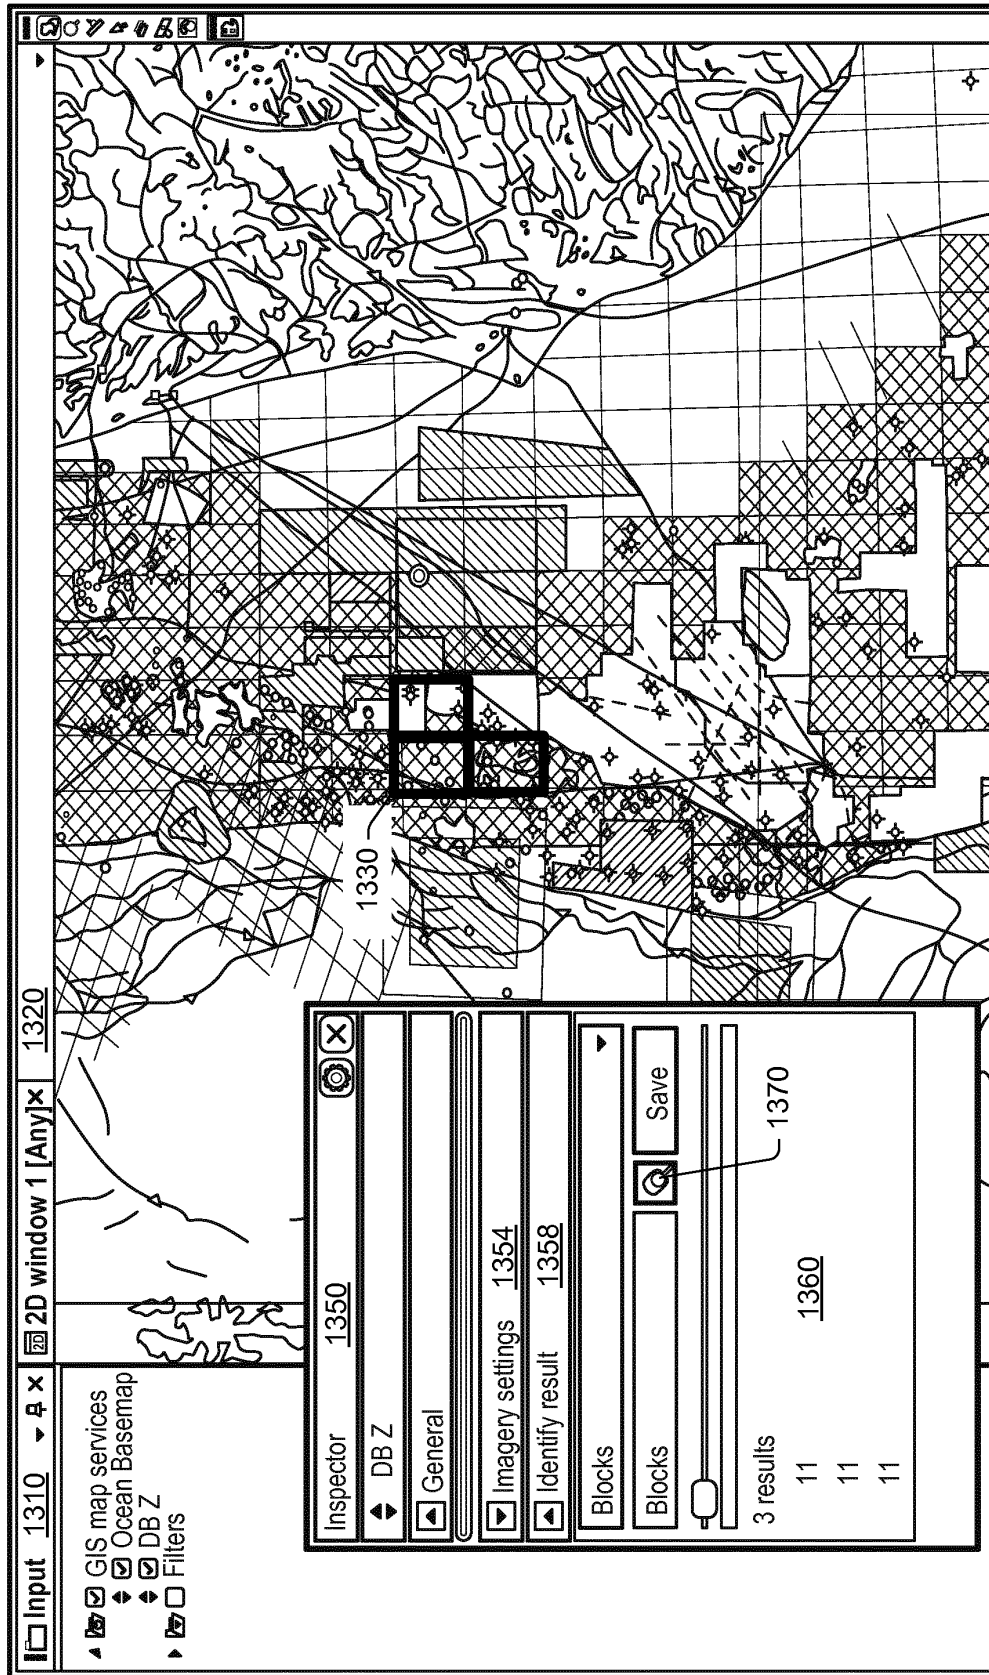 Input 1310
2D 2D window 1 [Any] 1320
GIS map services
Ocean Basemap
DB Z
Filters
1330
Inspector 1350
DB Z
General
Imagery settings 1354
Identify result 1358
Blocks
Blocks
Save
1370
3 results
1360
11
11
11